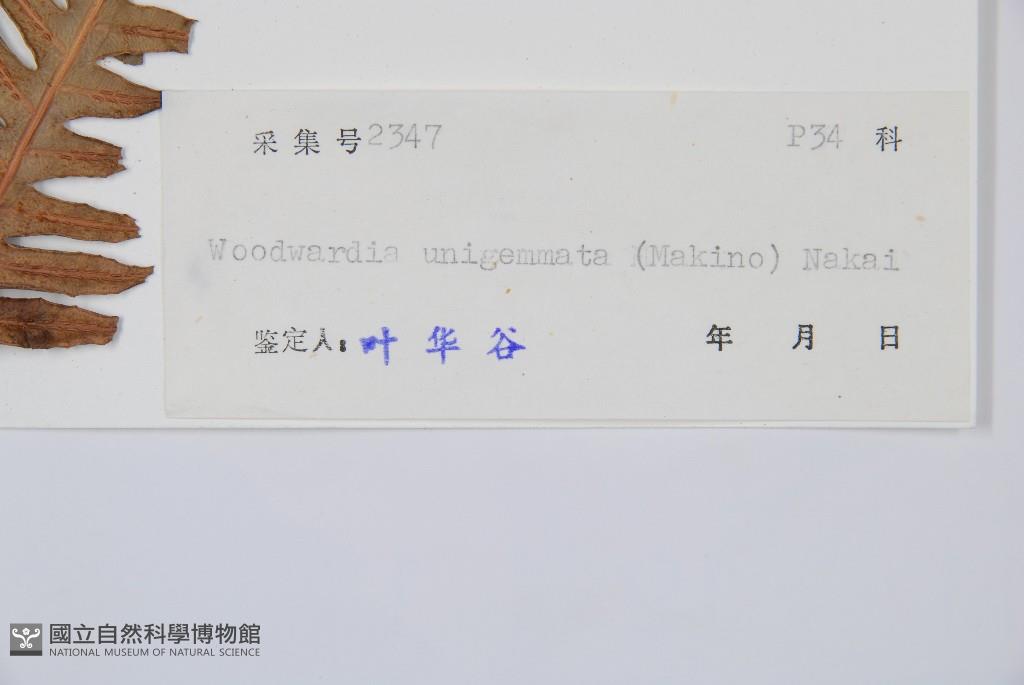 采集号2347 P34 科
Woodwardia unigemmata (Makino) Nakai
鉴定人：叶华谷 年 月 日
國立自然科學博物館
NATIONAL MUSEUM OF NATURAL SCIENCE